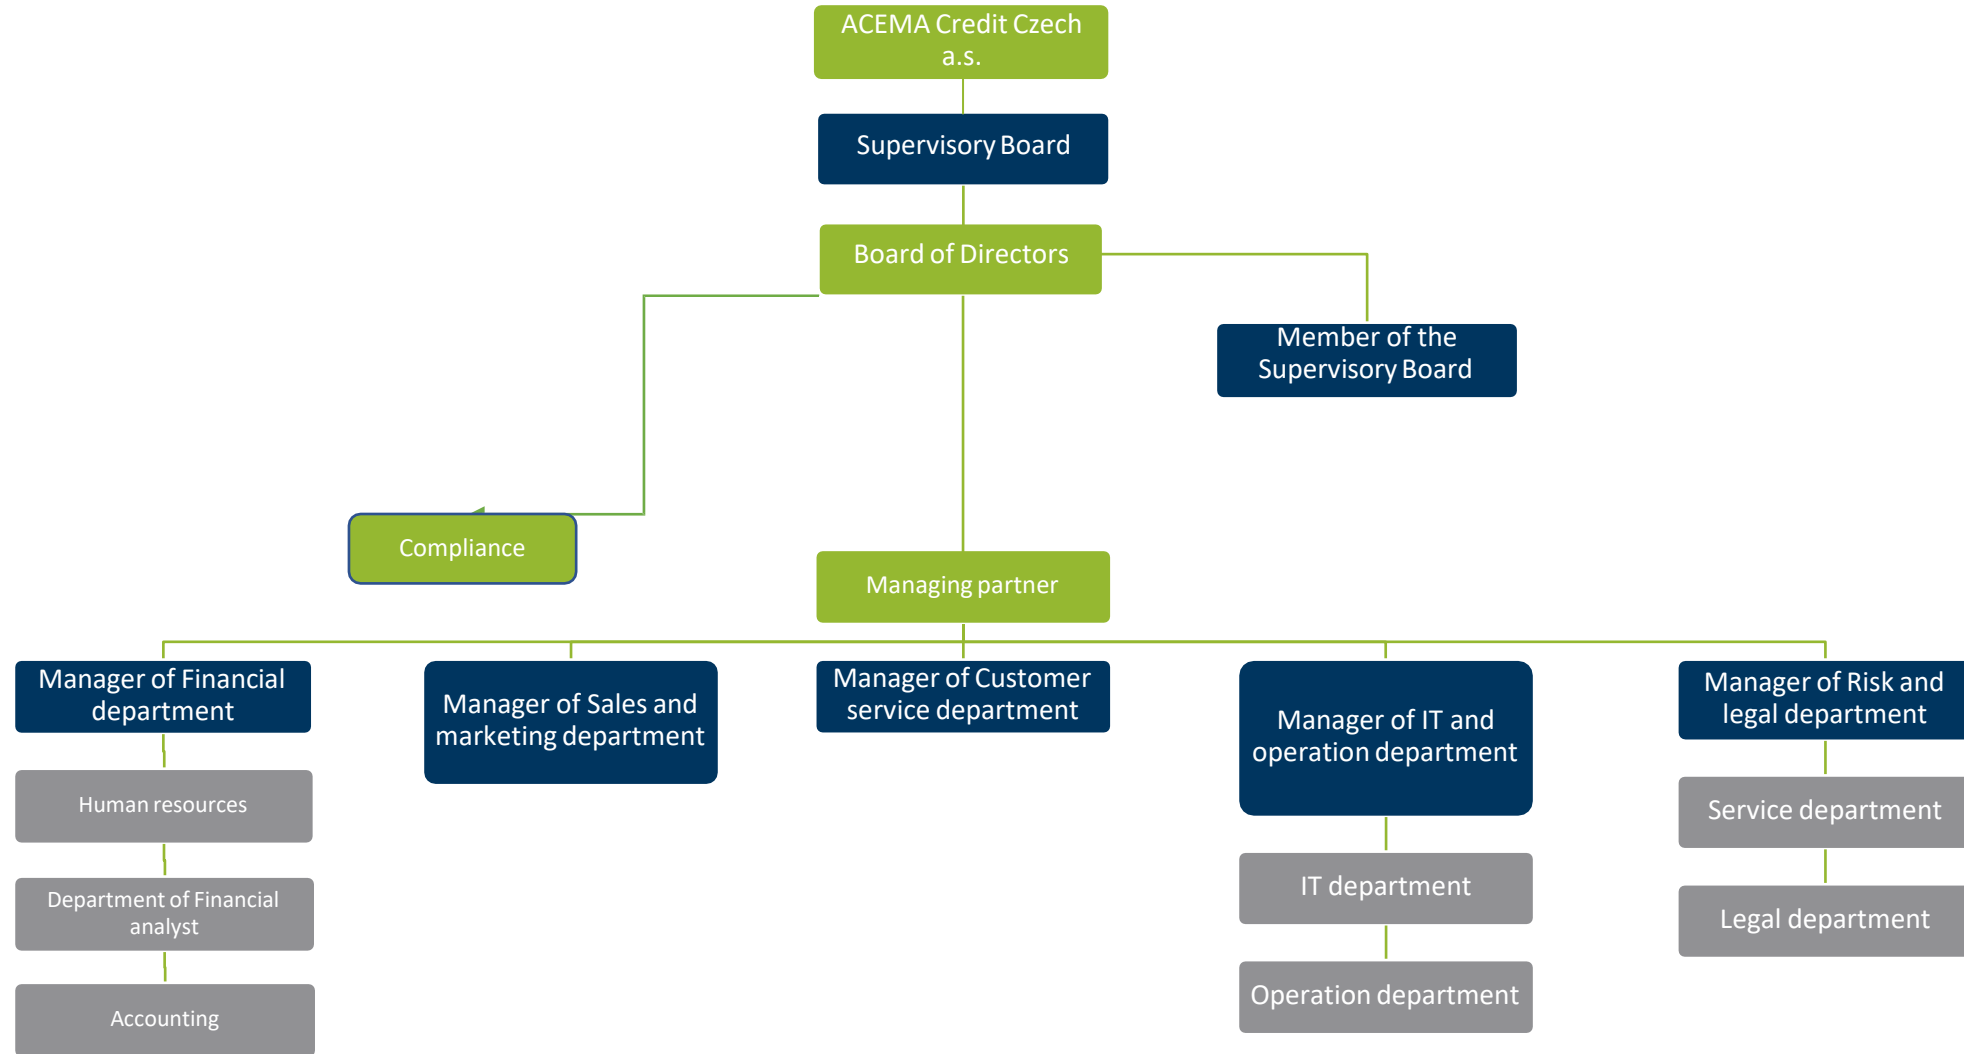 ACEMA Credit Czech
a.s.
Supervisory Board
Board of Directors
Member of the
Supervisory Board
Compliance
Managing partner
Manager of Financial
department
Manager of Sales and
marketing department
Manager of Customer
service department
Manager of IT and
operation department
Manager of Risk and
legal department
Human resources
Service department
IT department
Department of Financial
analyst
Legal department
Operation department
Accounting